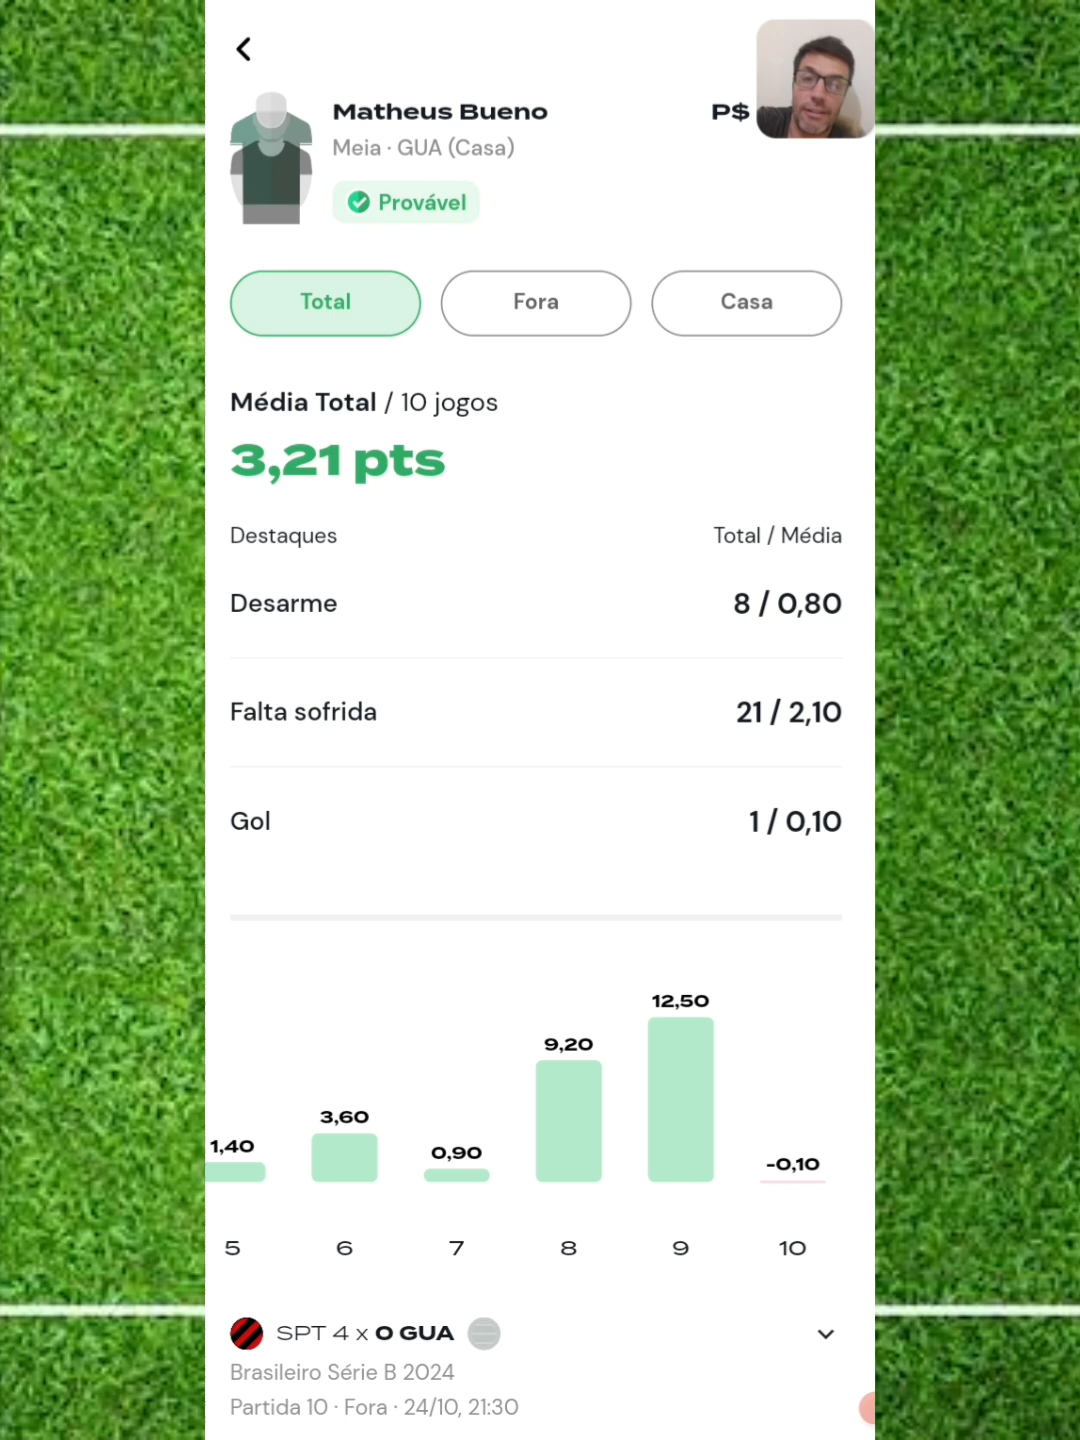 Matheus Bueno
P$
Meia · GUA (Casa)
Provável
Total
Fora
Casa
Média Total / 10 jogos
3,21 pts
Destaques
Total / Média
Desarme
8 / 0,80
Falta sofrida
21 / 2,10
Gol
1 / 0,10
12,50
9,20
3,60
1,40
0,90
-0,10
5 6 7 8 9 10
SPT 4 x 0 GUA
Brasileiro Série B 2024
Partida 10 · Fora · 24/10, 21:30